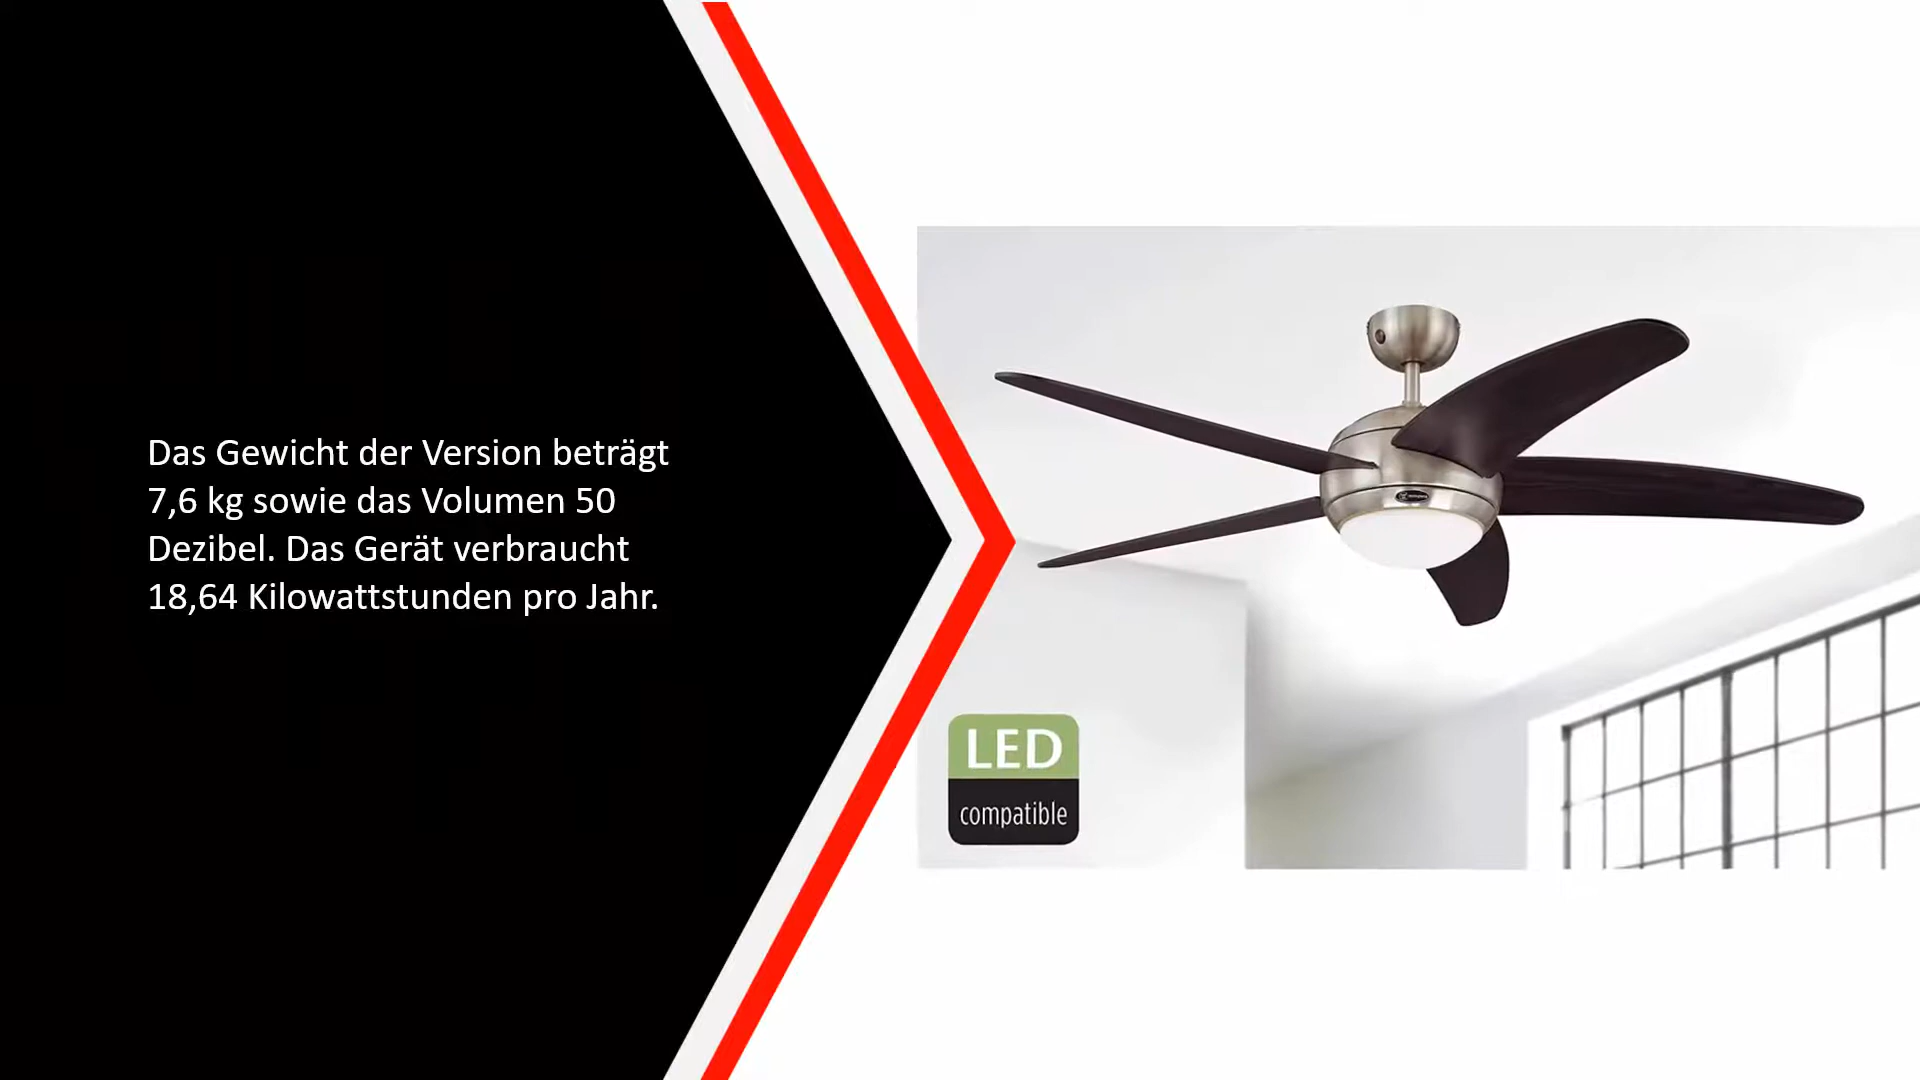 Das Gewicht der Version beträgt
7,6 kg sowie das Volumen 50
Dezibel. Das Gerät verbraucht
18,64 Kilowattstunden pro Jahr.
LED
compatible